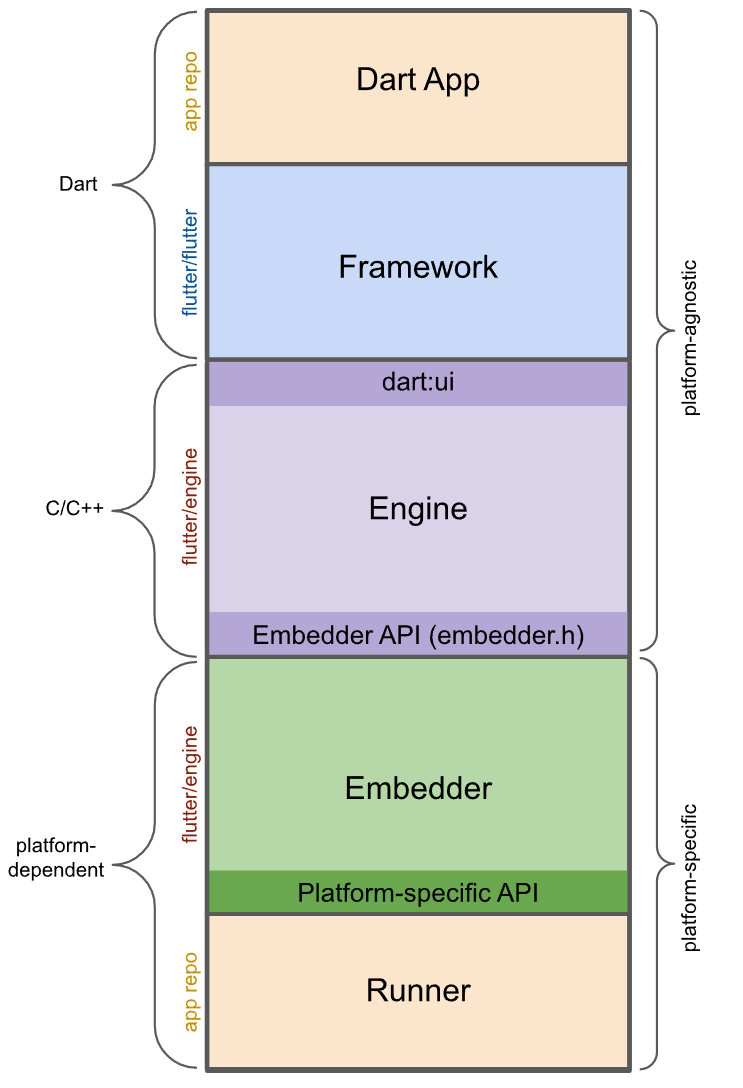 Dart App
app repo
Dart
Framework
flutter/flutter
platform-agnostic
dart:ui
Engine
flutter/engine
C/C++
Embedder API (embedder.h)
Embedder
flutter/engine
platform-
dependent
platform-specific
Platform-specific API
Runner
app repo